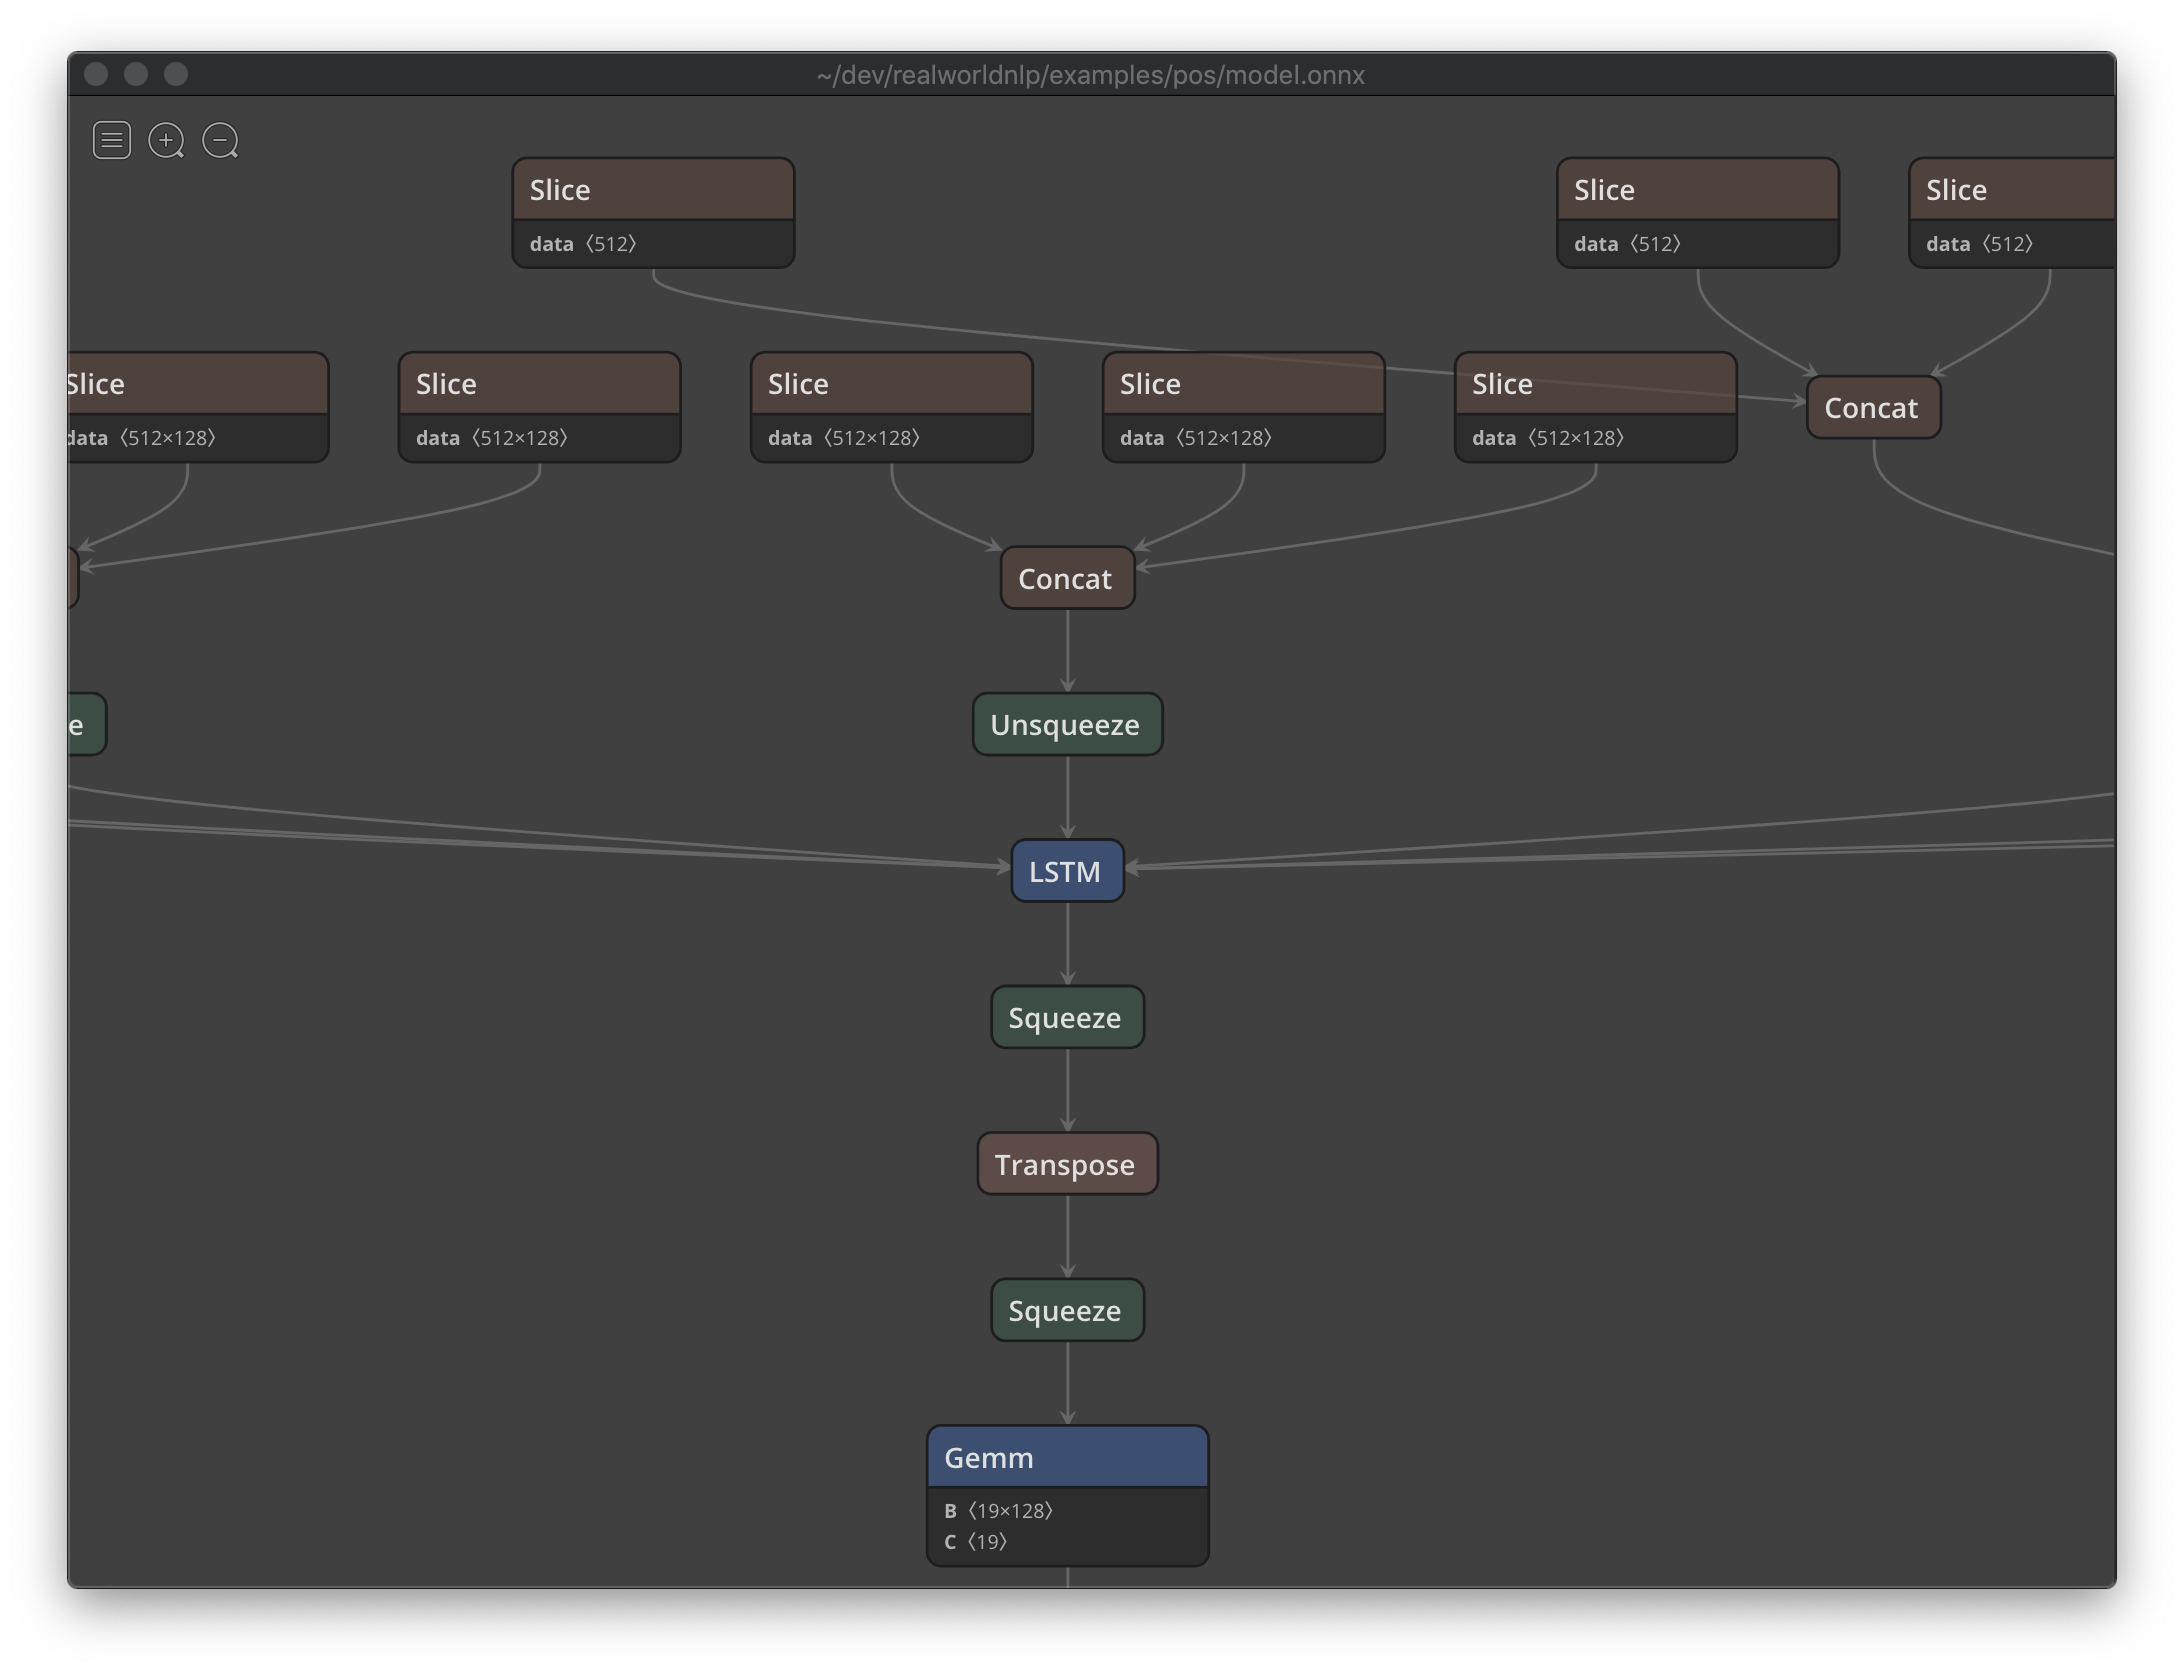 ~/dev/realworldnlp/examples/pos/model.onnx
Slice
data 〈512〉
Slice
data 〈512〉
Slice
data 〈512〉
Slice
data 〈512×128〉
Slice
data 〈512×128〉
Slice
data 〈512×128〉
Slice
data 〈512×128〉
Slice
data 〈512×128〉
Concat
Concat
e
Unsqueeze
LSTM
Squeeze
Transpose
Squeeze
Gemm
B 〈19×128〉
C 〈19〉